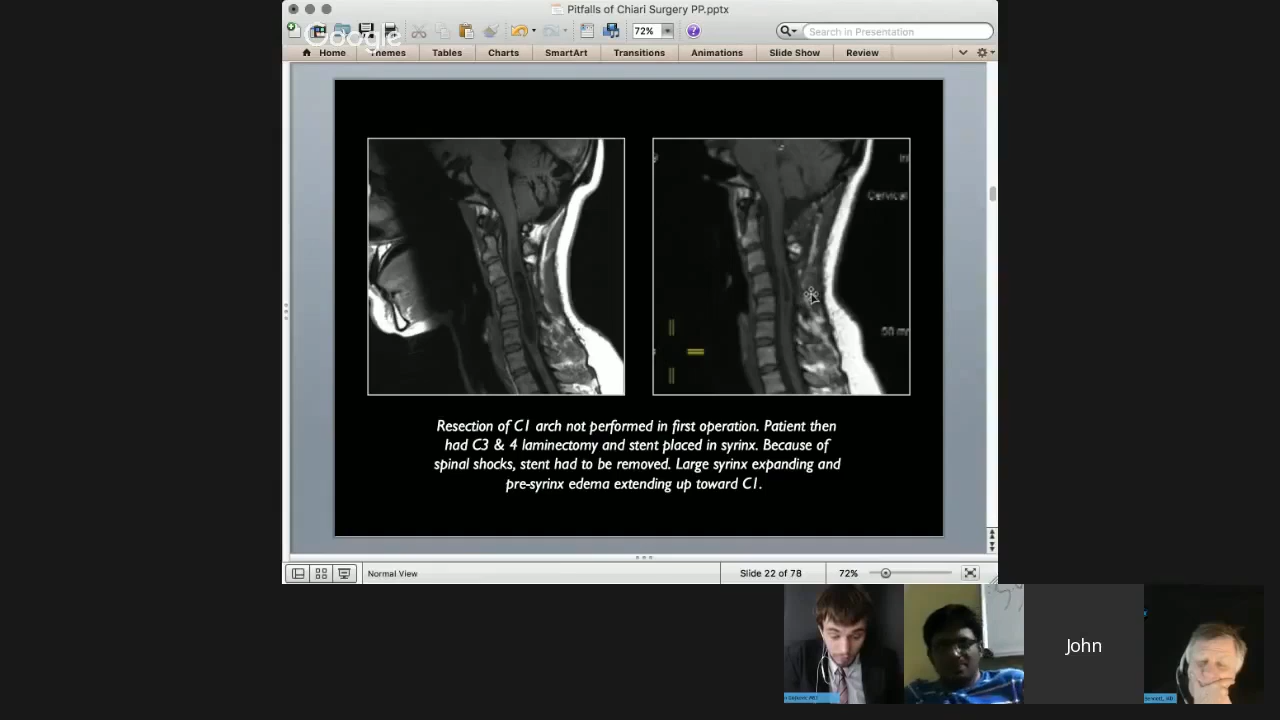 Pitfalls of Chiari Surgery PP.pptx
Google
72%
Search in Presentation
Home Themes Tables Charts SmartArt Transitions Animations Slide Show Review
Cervical
Resection of C1 arch not performed in first operation. Patient then
had C3 & 4 laminectomy and stent placed in syrinx. Because of
spinal shocks, stent had to be removed. Large syrinx expanding and
pre-syrinx edema extending up toward C1.
Normal View
Slide 22 of 78
72%
John